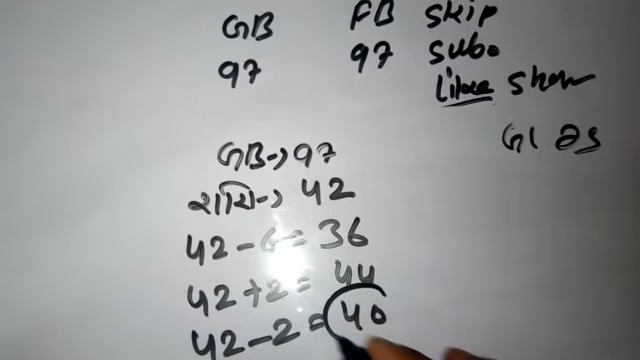 GB FB skip
97 97 subo
Like Shar
GB→97
રાશિ→ 42
42-6=36
42+2=44
42-2=40